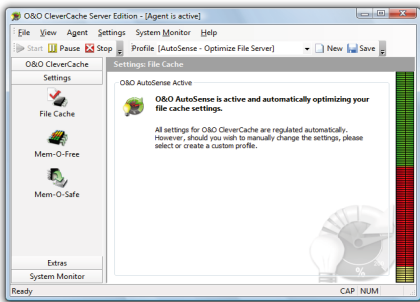 O&O CleverCache Server Edition - [Agent is active]
File View Agent Settings System Monitor Help
Start Pause Stop Profile [AutoSense - Optimize File Server] New Save
O&O CleverCache
Settings: File Cache
Settings
File Cache
Mem-O-Free
Mem-O-Safe
Extras
System Monitor
O&O AutoSense Active
O&O AutoSense is active and automatically optimizing your
file cache settings.
All settings for O&O CleverCache are regulated automatically.
However, should you wish to manually change the settings, please
select or create a custom profile.
Ready CAP NUM